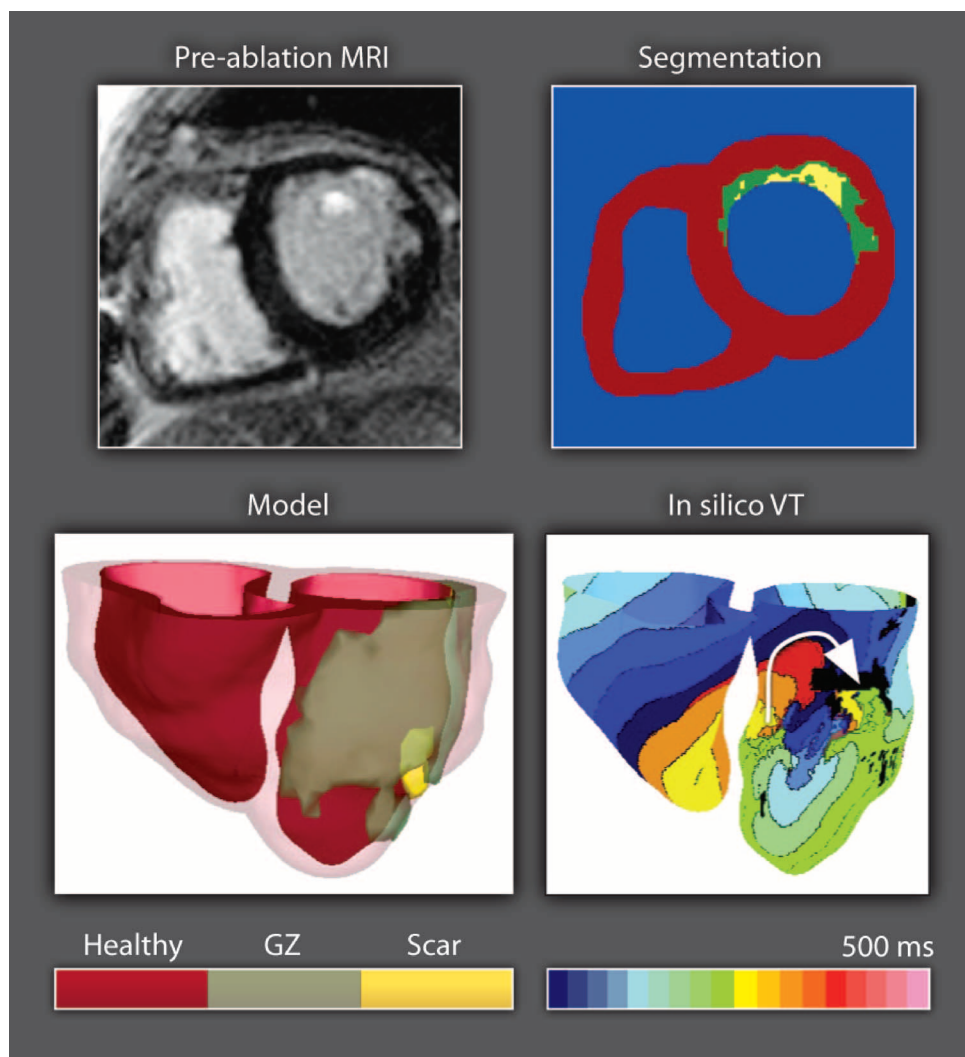 Pre-ablation MRI
Segmentation
Model
In silico VT
Healthy
GZ
Scar
500 ms